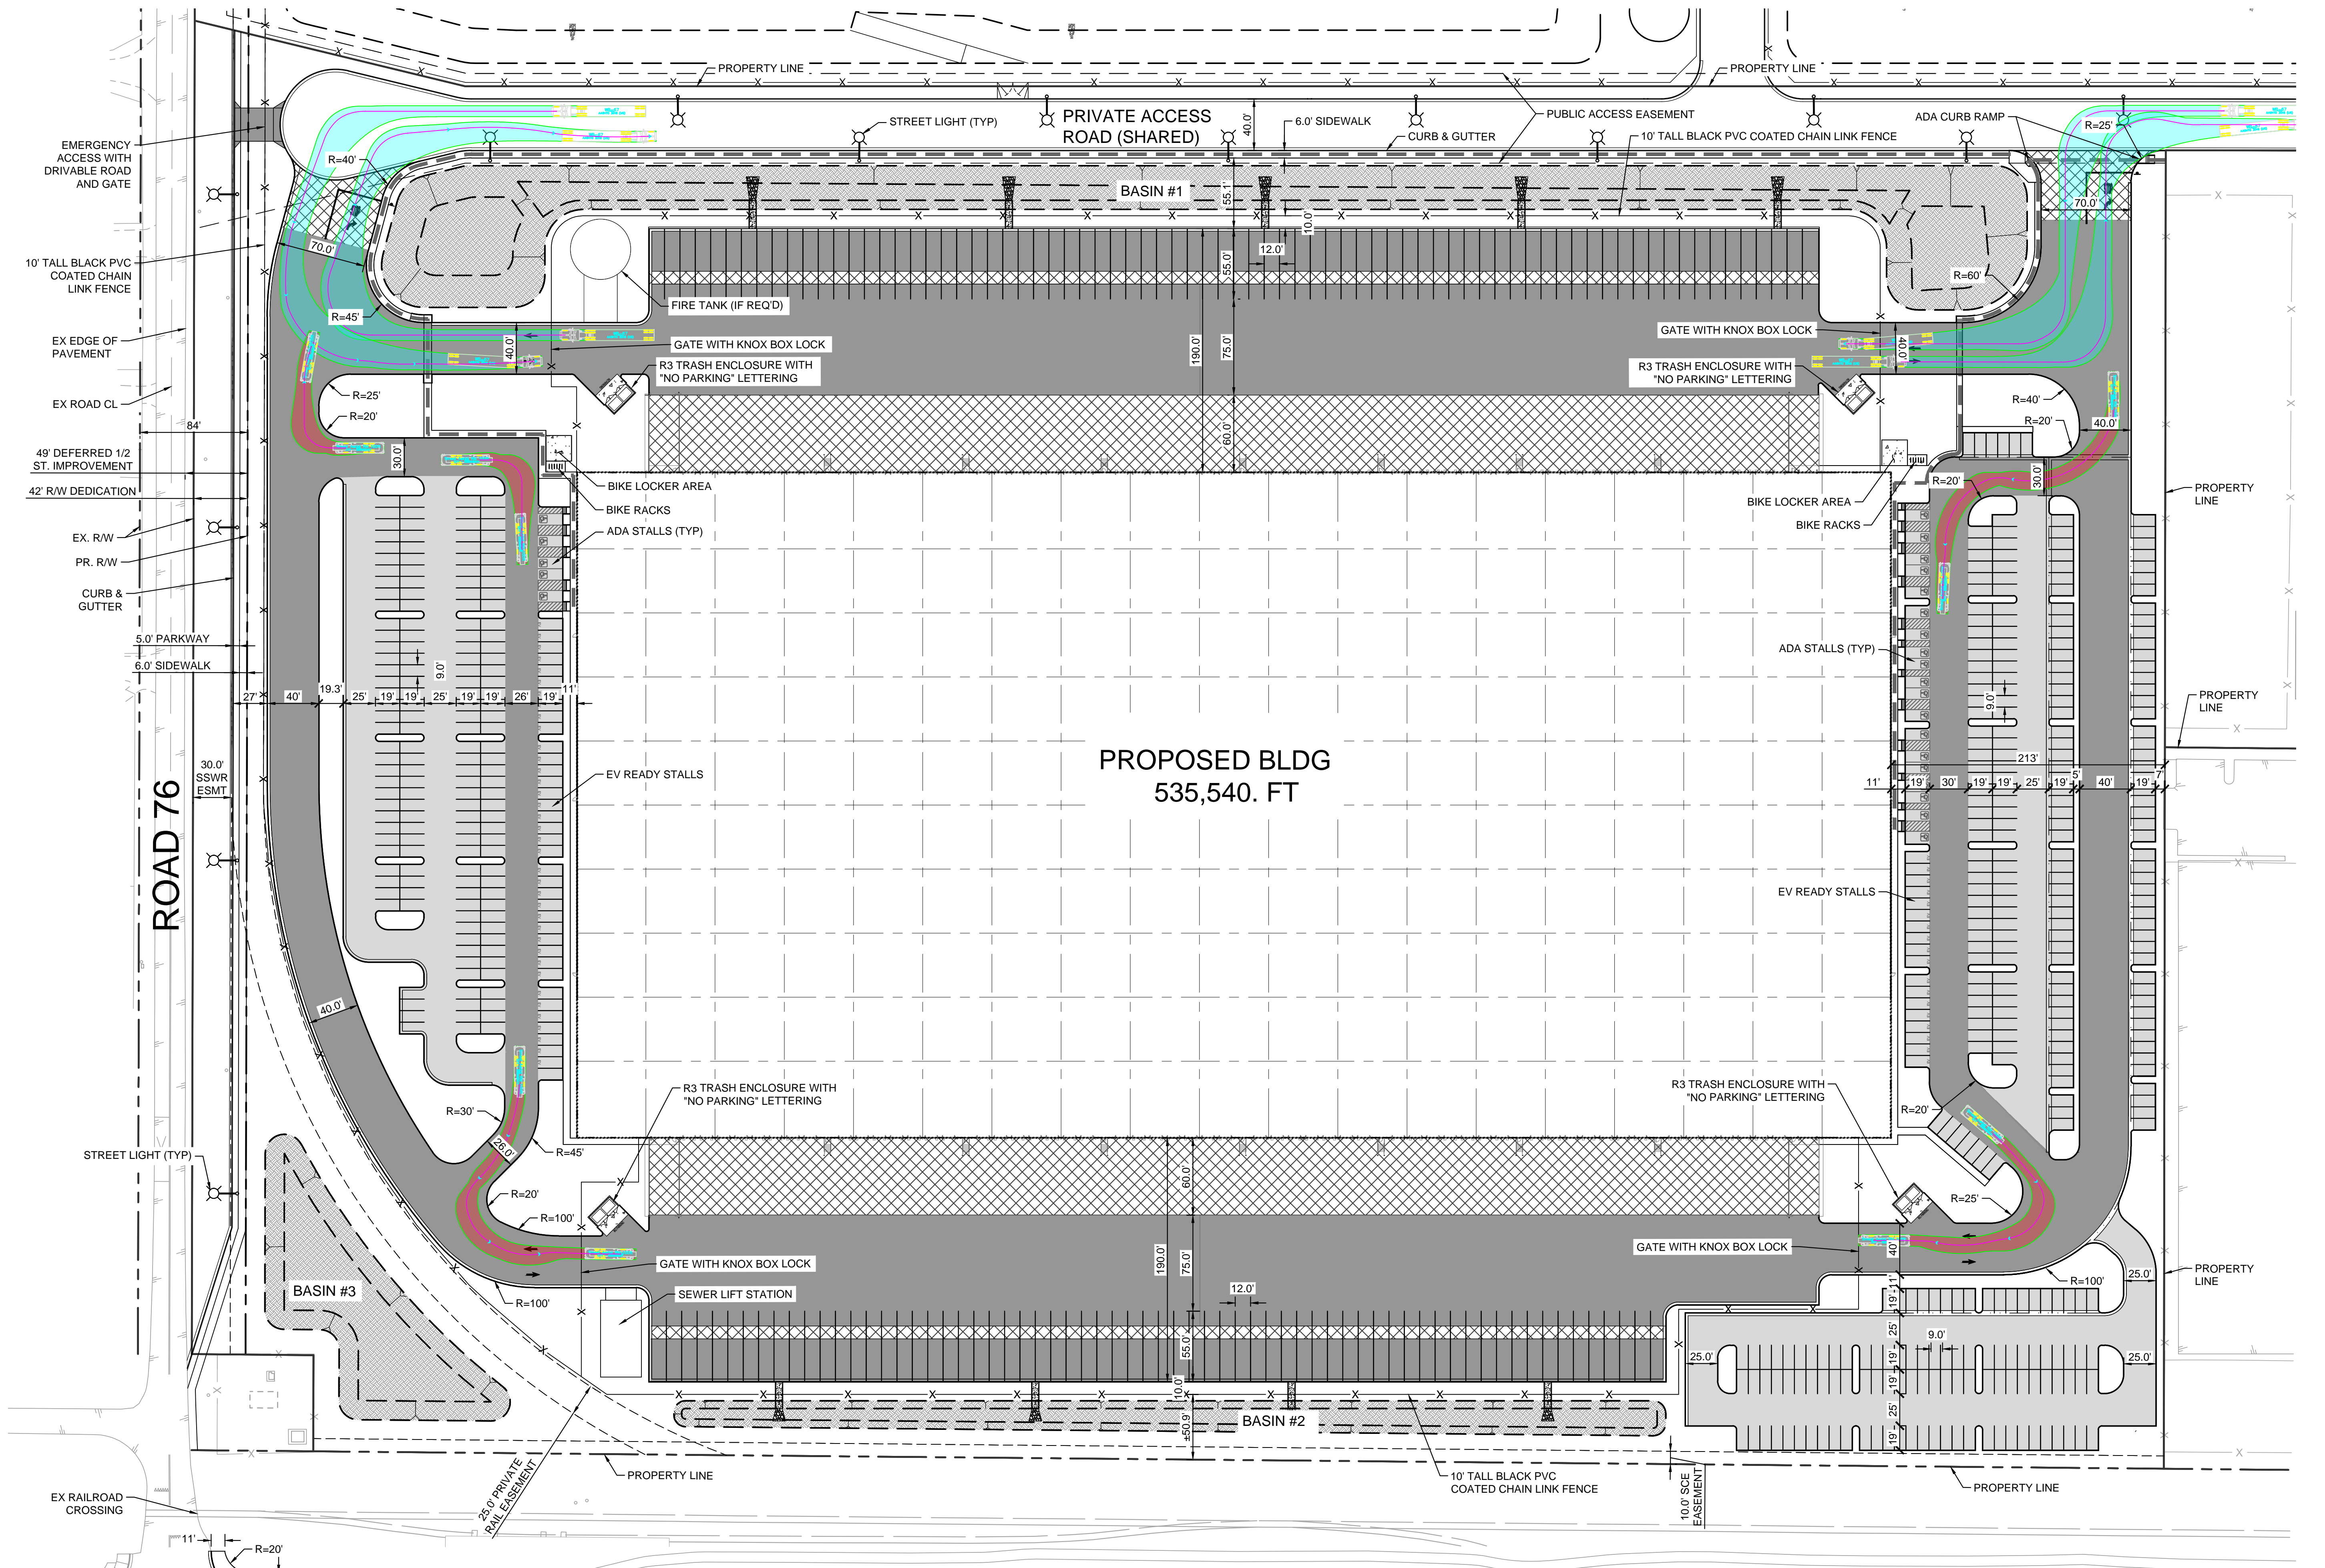 PROPERTY LINE
PROPERTY LINE
PRIVATE ACCESS
ROAD (SHARED)
STREET LIGHT (TYP)
40.0'
6.0' SIDEWALK
CURB & GUTTER
PUBLIC ACCESS EASEMENT
10' TALL BLACK PVC COATED CHAIN LINK FENCE
ADA CURB RAMP
R=25'
EMERGENCY
ACCESS WITH
DRIVABLE ROAD
AND GATE
R=40'
BASIN #1
55.1'
10.0'
70.0'
70.0'
10' TALL BLACK PVC
COATED CHAIN
LINK FENCE
12.0'
55.0'
R=60'
FIRE TANK (IF REQ'D)
R=45'
EX EDGE OF
PAVEMENT
40.0'
GATE WITH KNOX BOX LOCK
190.0'
75.0'
GATE WITH KNOX BOX LOCK
40.0'
R3 TRASH ENCLOSURE WITH
"NO PARKING" LETTERING
R3 TRASH ENCLOSURE WITH
"NO PARKING" LETTERING
EX ROAD CL
R=25'
R=20'
R=40'
R=20'
40.0'
84'
60.0'
30.0'
49' DEFERRED 1/2
ST. IMPROVEMENT
42' R/W DEDICATION
BIKE LOCKER AREA
BIKE RACKS
R=20'
30.0'
BIKE LOCKER AREA
BIKE RACKS
PROPERTY
LINE
EX. R/W
ADA STALLS (TYP)
PR. R/W
CURB &
GUTTER
5.0' PARKWAY
6.0' SIDEWALK
9.0'
ADA STALLS (TYP)
9.0'
27'
40'
19.3'
25'
19'
19'
25'
19'
19'
26'
19'
11'
PROPERTY
LINE
ROAD 76
30.0'
SSWR
ESMT
EV READY STALLS
PROPOSED BLDG
535,540. FT
213'
11'
19'
30'
19'
19'
25'
19'
5'
40'
19'
7'
EV READY STALLS
40.0'
R3 TRASH ENCLOSURE WITH
"NO PARKING" LETTERING
R3 TRASH ENCLOSURE WITH
"NO PARKING" LETTERING
R=30'
R=20'
26.0'
R=45'
STREET LIGHT (TYP)
60.0'
R=20'
R=25'
R=100'
GATE WITH KNOX BOX LOCK
190.0'
75.0'
GATE WITH KNOX BOX LOCK
40'
BASIN #3
SEWER LIFT STATION
R=100'
12.0'
11'
R=100'
25.0'
PROPERTY
LINE
19'
25'
9.0'
55.0'
25.0'
19'
25.0'
19'
10.0'
25'
BASIN #2
±50.9'
19'
25.0' PRIVATE
RAIL EASEMENT
PROPERTY LINE
10' TALL BLACK PVC
COATED CHAIN LINK FENCE
10.0' SCE
EASEMENT
PROPERTY LINE
EX RAILROAD
CROSSING
11'
R=20'